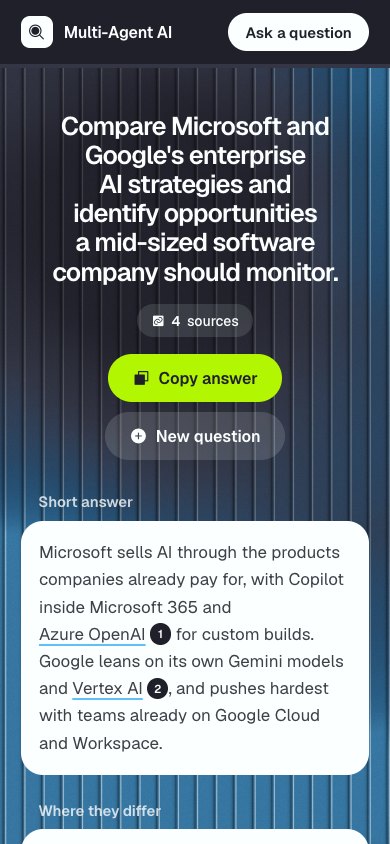 Multi-Agent AI
Ask a question
Compare Microsoft and
Google's enterprise
AI strategies and
identify opportunities
a mid-sized software
company should monitor.
4 sources
Copy answer
New question
Short answer
Microsoft sells AI through the products
companies already pay for, with Copilot
inside Microsoft 365 and
Azure OpenAI 1 for custom builds.
Google leans on its own Gemini models
and Vertex AI 2, and pushes hardest
with teams already on Google Cloud
and Workspace.
Where they differ